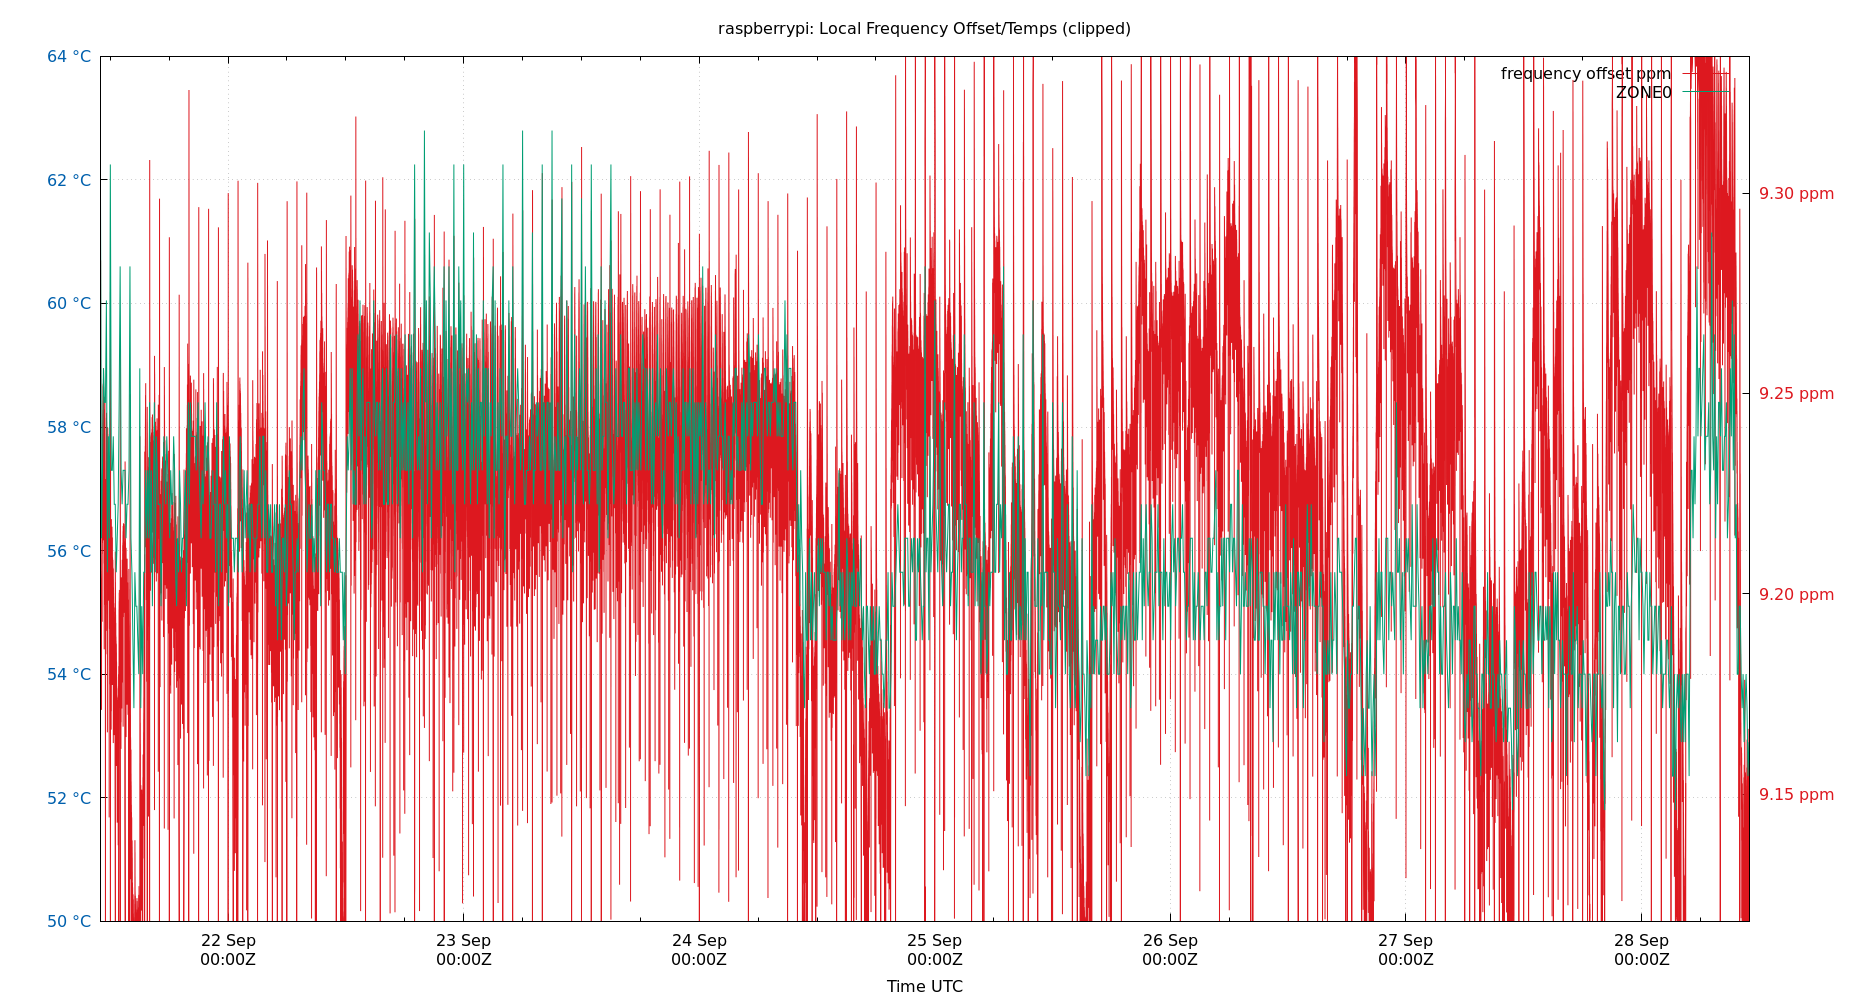 raspberrypi: Local Frequency Offset/Temps (clipped)
64 °C
62 °C
60 °C
58 °C
56 °C
54 °C
52 °C
50 °C
frequency offset ppm
ZONE0
9.30 ppm
9.25 ppm
9.20 ppm
9.15 ppm
22 Sep
00:00Z
23 Sep
00:00Z
24 Sep
00:00Z
25 Sep
00:00Z
26 Sep
00:00Z
27 Sep
00:00Z
28 Sep
00:00Z
Time UTC